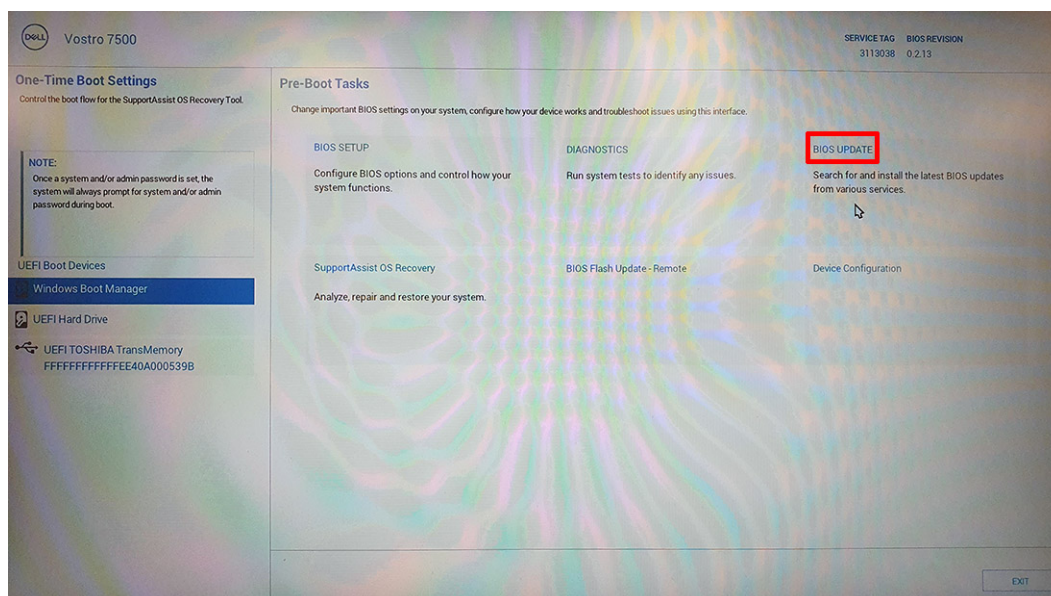 DELL
Vostro 7500
SERVICE TAG BIOS REVISION
3113038 0.2.13
One-Time Boot Settings
Control the boot flow for the SupportAssist OS Recovery Tool.
NOTE:
Once a system and/or admin password is set, the
system will always prompt for system and/or admin
password during boot.
UEFI Boot Devices
Windows Boot Manager
UEFI Hard Drive
UEFI TOSHIBA TransMemory
FFFFFFFFFFFFEE40A000539B
Pre-Boot Tasks
Change important BIOS settings on your system, configure how your device works and troubleshoot issues using this interface.
BIOS SETUP
Configure BIOS options and control how your
system functions.
DIAGNOSTICS
Run system tests to identify any issues.
BIOS UPDATE
Search for and install the latest BIOS updates
from various services.
SupportAssist OS Recovery
Analyze, repair and restore your system.
BIOS Flash Update - Remote
Device Configuration
EXIT